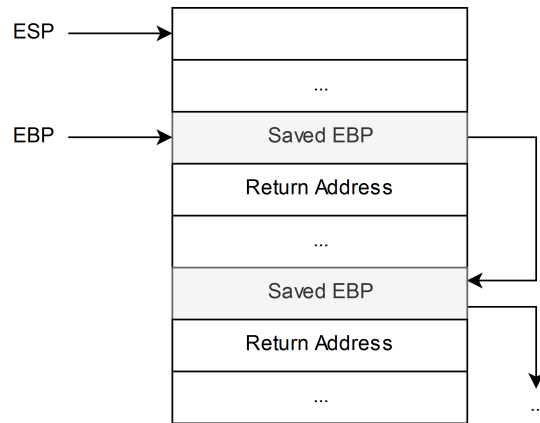 ESP
...
EBP
Saved EBP
Return Address
...
Saved EBP
Return Address
...
...